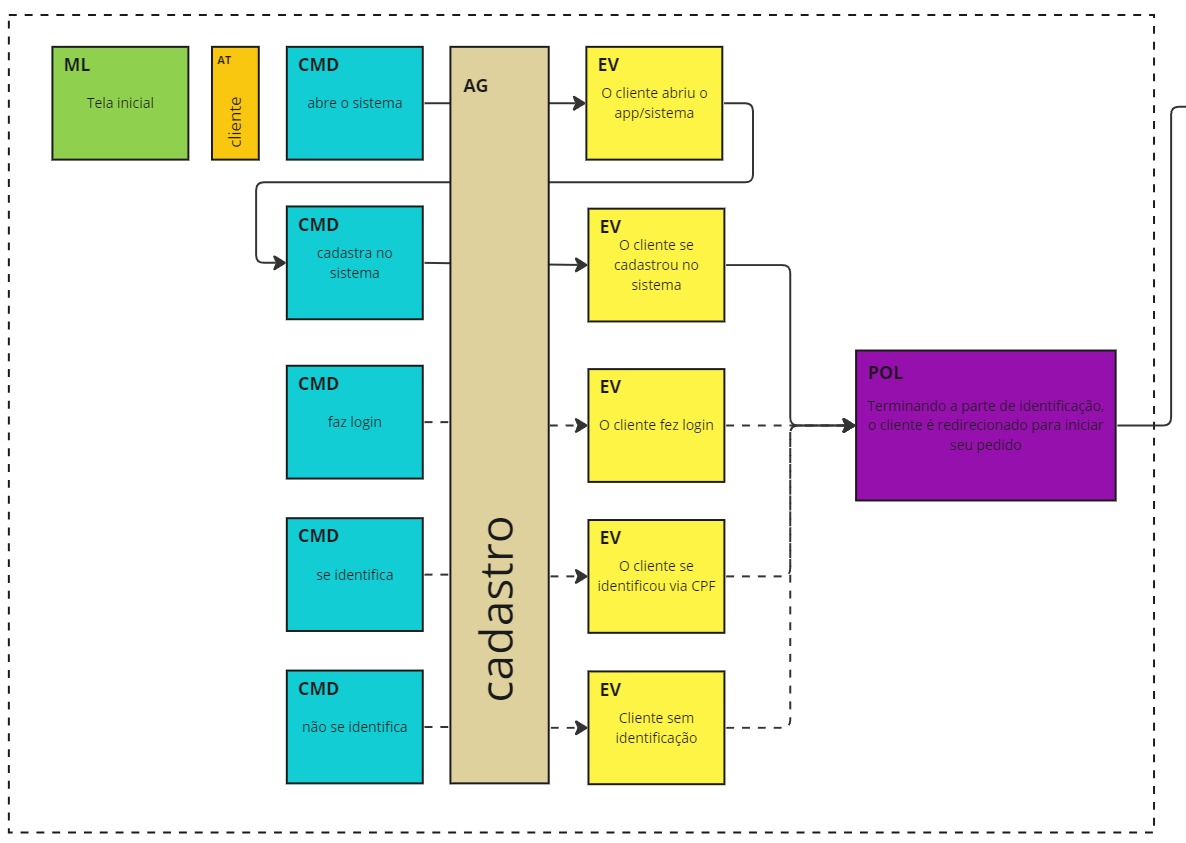 ML
Tela inicial
AT
cliente
CMD
abre o sistema
AG
cadastro
EV
O cliente abriu o
app/sistema
CMD
cadastra no
sistema
EV
O cliente se
cadastrou no
sistema
CMD
faz login
EV
O cliente fez login
POL
Terminando a parte de identificação,
o cliente é redirecionado para iniciar
seu pedido
CMD
se identifica
EV
O cliente se
identificou via CPF
CMD
não se identifica
EV
Cliente sem
identificação